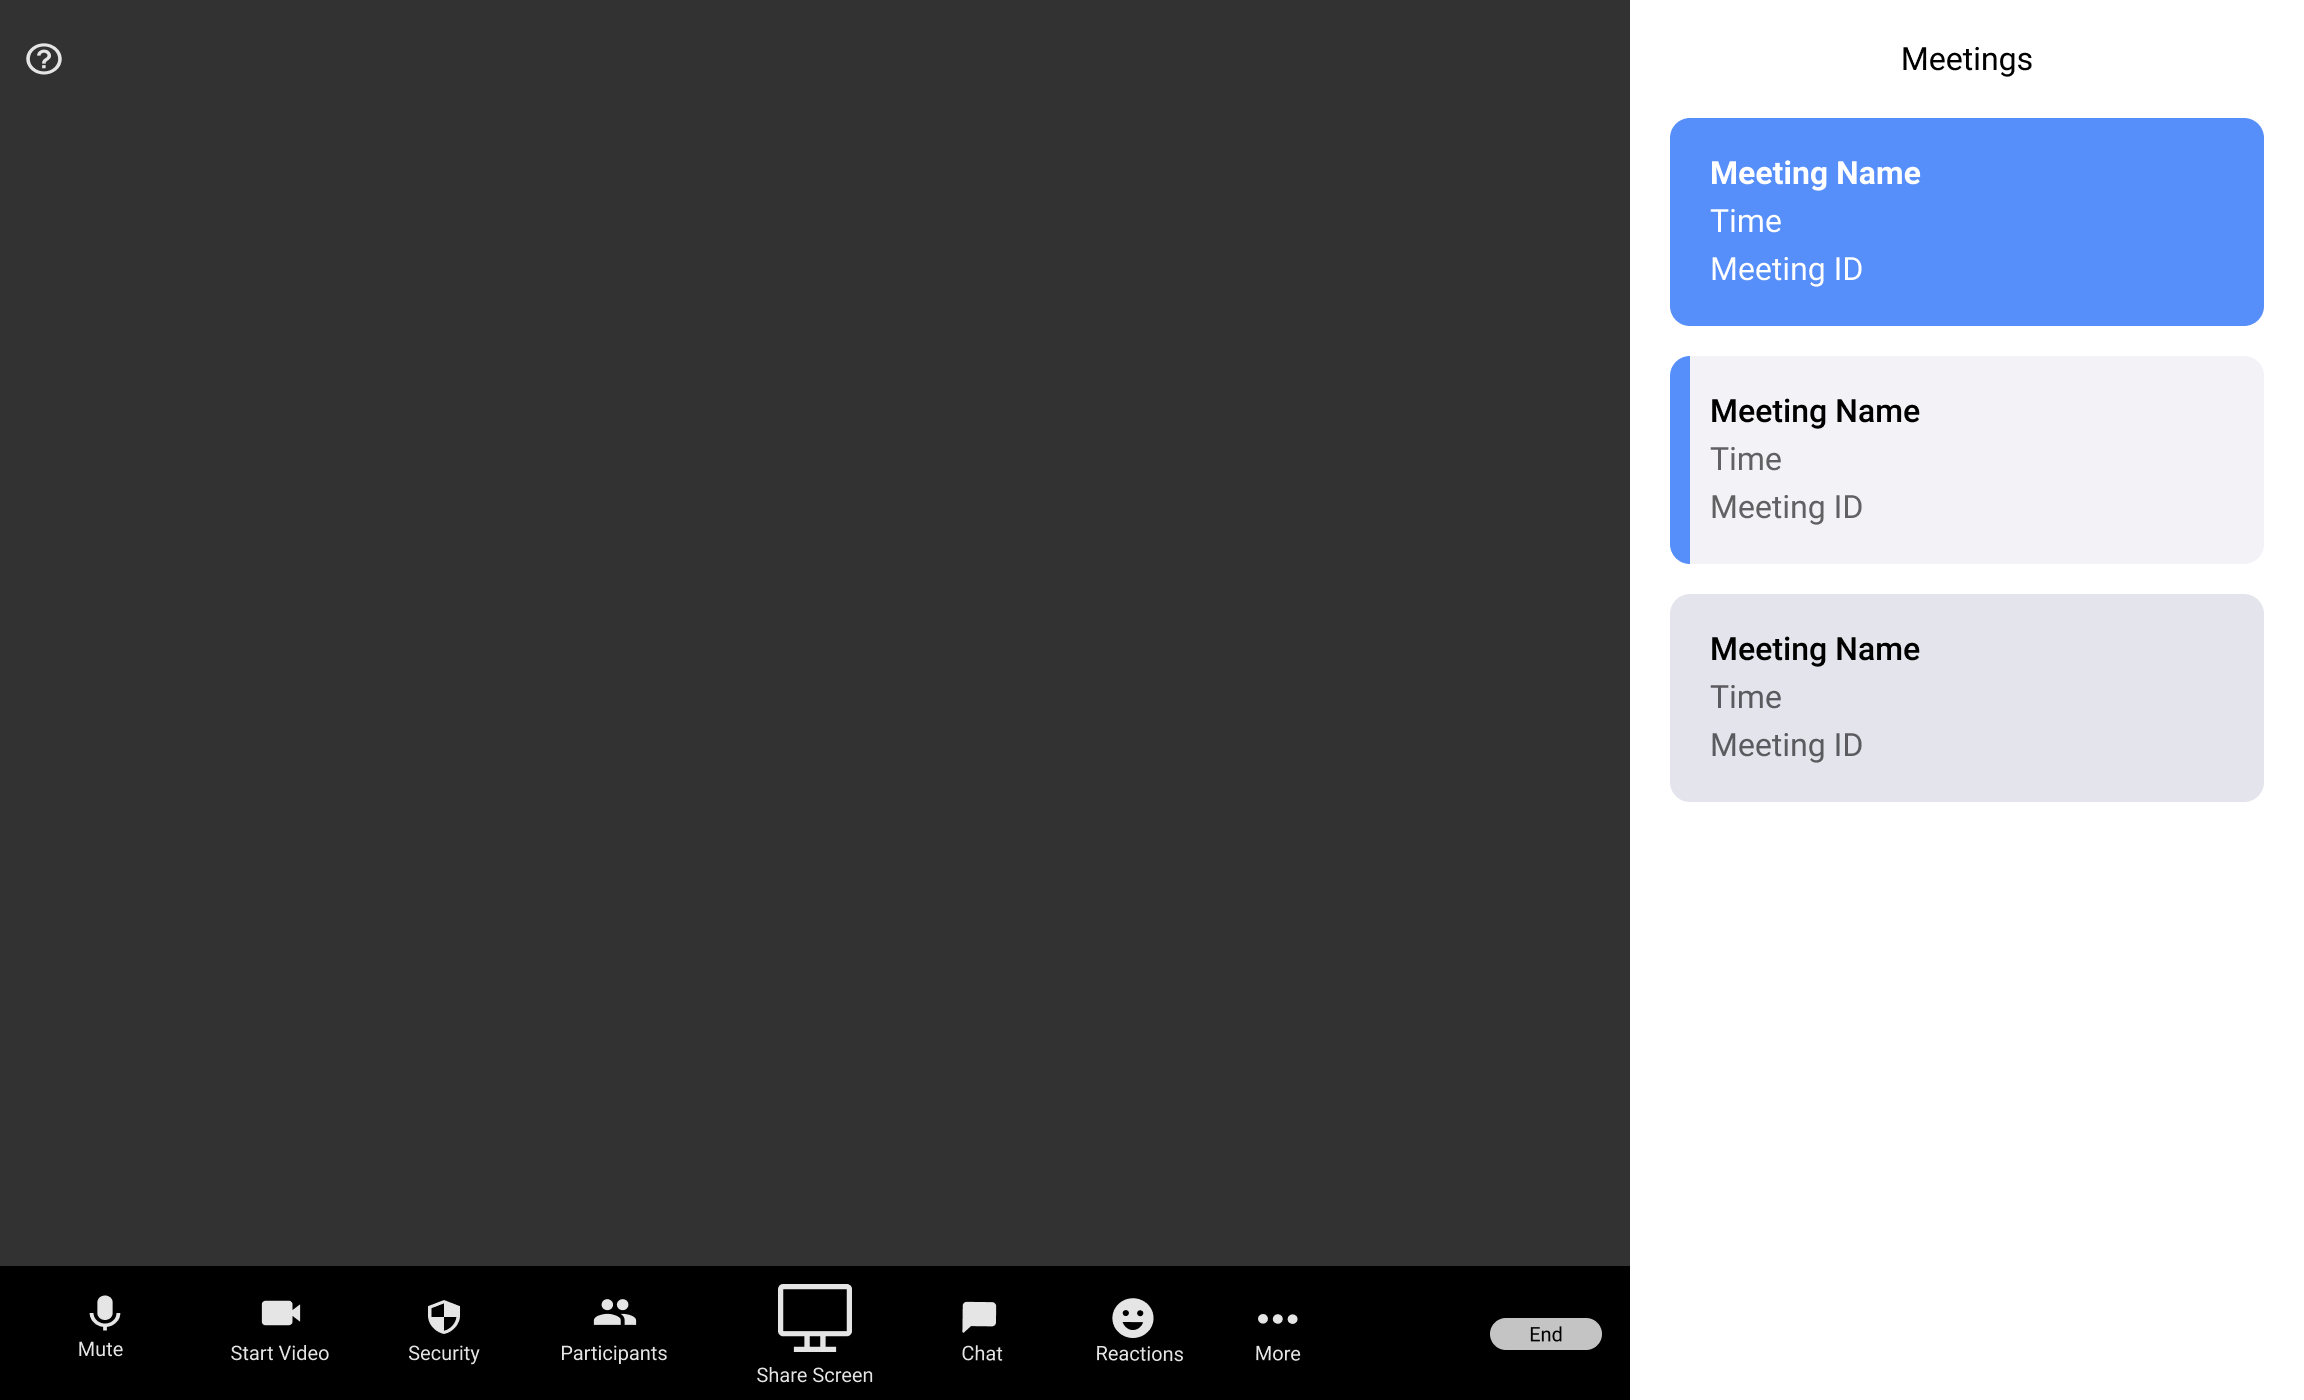 Meetings
Meeting Name
Time
Meeting ID
Meeting Name
Time
Meeting ID
Meeting Name
Time
Meeting ID
Mute
Start Video
Security
Participants
Share Screen
Chat
Reactions
More
End